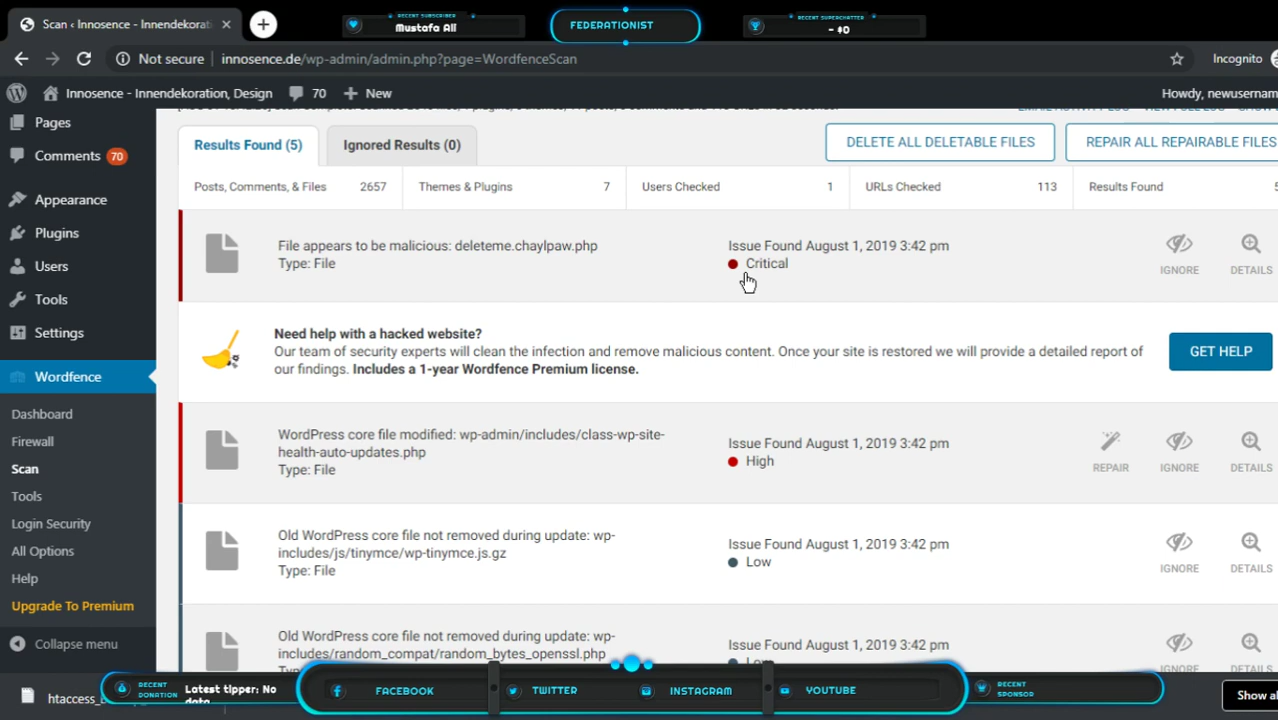 Scan < Innosence - Innendekorati
RECENT SUBSCRIBER
Mustafa Ali
FEDERATIONIST
RECENT SUPERCHATTER
- $0
Not secure
innosence.de/wp-admin/admin.php?page=WordfenceScan
Incognito
Innosence - Innendekoration, Design
70
New
Howdy, newusernam
Pages
Comments 70
Appearance
Plugins
Users
Tools
Settings
Wordfence
Dashboard
Firewall
Scan
Tools
Login Security
All Options
Help
Upgrade To Premium
Collapse menu
Results Found (5)
Ignored Results (0)
DELETE ALL DELETABLE FILES
REPAIR ALL REPAIRABLE FILES
Posts, Comments, & Files 2657
Themes & Plugins 7
Users Checked 1
URLs Checked 113
Results Found 5
File appears to be malicious: deleteme.chaylpaw.php
Type: File
Issue Found August 1, 2019 3:42 pm
Critical
IGNORE
DETAILS
Need help with a hacked website?
Our team of security experts will clean the infection and remove malicious content. Once your site is restored we will provide a detailed report of
our findings. Includes a 1-year Wordfence Premium license.
GET HELP
WordPress core file modified: wp-admin/includes/class-wp-site-
health-auto-updates.php
Type: File
Issue Found August 1, 2019 3:42 pm
High
REPAIR
IGNORE
DETAILS
Old WordPress core file not removed during update: wp-
includes/js/tinymce/wp-tinymce.js.gz
Type: File
Issue Found August 1, 2019 3:42 pm
Low
IGNORE
DETAILS
Old WordPress core file not removed during update: wp-
includes/random_compat/random_bytes_openssl.php
Issue Found August 1, 2019 3:42 pm
Low
IGNORE
DETAILS
htaccess_b
RECENT
DONATION
Latest tipper: No
data
FACEBOOK
TWITTER
INSTAGRAM
YOUTUBE
RECENT
SPONSOR
Show al